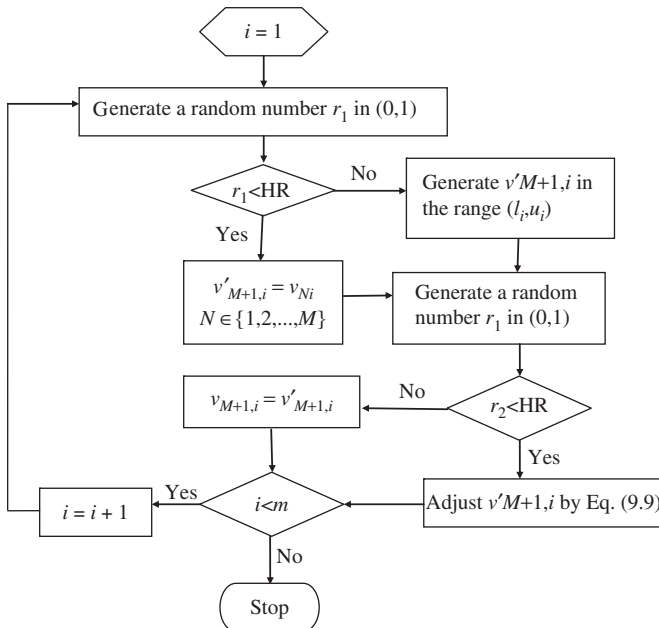 i = 1
Generate a random number r₁ in (0,1)
r₁<HR
No
Generate v′M+1,i in
the range (lᵢ,uᵢ)
Yes
v′M+1,i = vNi
N∈{1,2,...,M}
Generate a random
number r₁ in (0,1)
No
vM+1,i = v′M+1,i
r₂<HR
Yes
Adjust v′M+1,i by Eq. (9.9)
i<m
Yes
i = i + 1
No
Stop